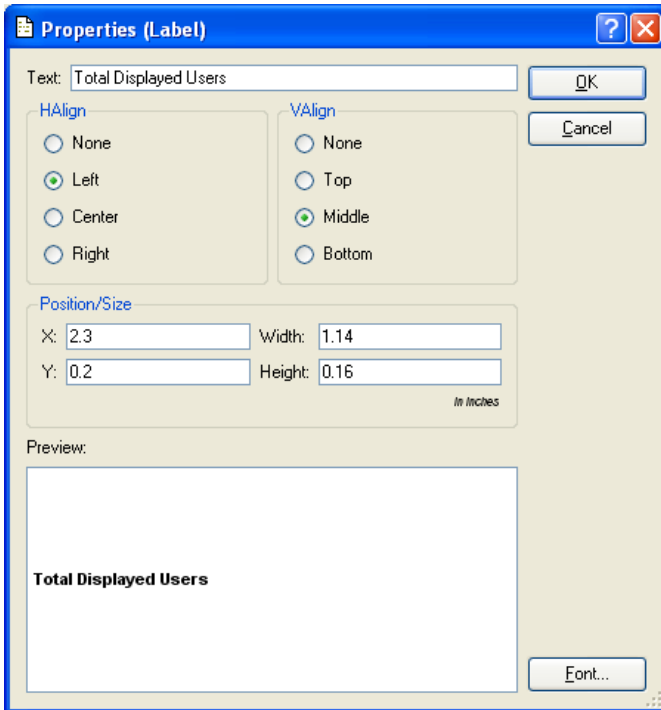 Properties (Label)
Text: Total Displayed Users
OK
HAlign
VAlign
Cancel
None
None
Left
Top
Center
Middle
Right
Bottom
Position/Size
X: 2.3 Width: 1.14
Y: 0.2 Height: 0.16
in inches
Preview:
Total Displayed Users
Font...